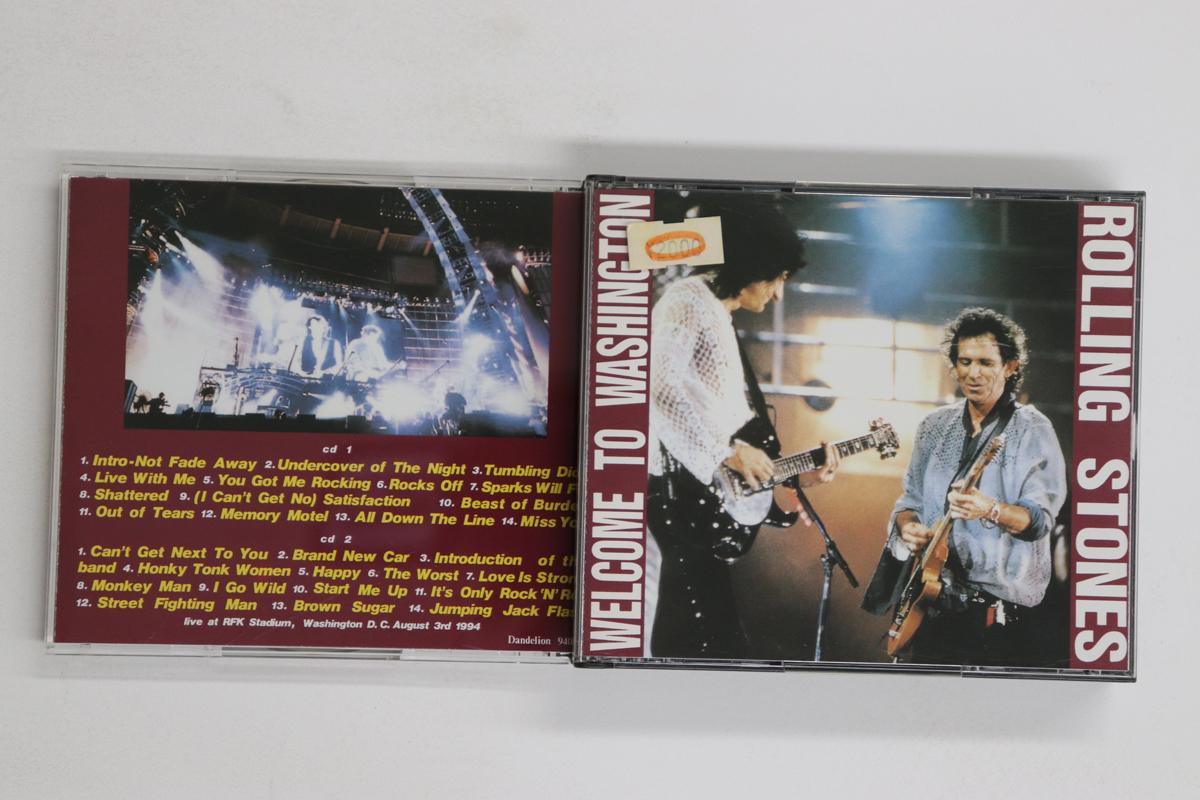 cd 1
1. Intro-Not Fade Away 2. Undercover of The Night 3. Tumbling Dic
4. Live With Me 5. You Got Me Rocking 6. Rocks Off 7. Sparks Will F
8. Shattered 9. (I Can't Get No) Satisfaction 10. Beast of Burde
11. Out of Tears 12. Memory Motel 13. All Down The Line 14. Miss Yo
cd 2
1. Can't Get Next To You 2. Brand New Car 3. Introduction of th
band 4. Honky Tonk Women 5. Happy 6. The Worst 7. Love Is Stron
8. Monkey Man 9. I Go Wild 10. Start Me Up 11. It's Only Rock'N'Ro
12. Street Fighting Man 13. Brown Sugar 14. Jumping Jack Flas
live at RFK Stadium, Washington D.C. August 3rd 1994
Dandelion 940
WELCOME TO WASHINGTON
2000
ROLLING STONES